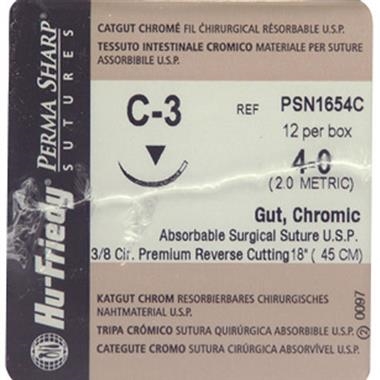 CATGUT CHROMÉ FIL CHIRURGICAL RÉSORBABLE U.S.P.
TESSUTO INTESTINALE CROMICO MATERIALE PER SUTURE
ASSORBIBILE U.S.P.
Hu-Friedy
PERMA SHARP
SUTURES
C-3
REF PSN1654C
12 per box
4-0
(2.0 METRIC)
Gut, Chromic
Absorbable Surgical Suture U.S.P.
3/8 Cir. Premium Reverse Cutting 18" ( 45 CM)
KATGUT CHROM RESORBIERBARES CHIRURGISCHES
NAHTMATERIAL U.S.P.
TRIPA CRÓMICO SUTURA QUIRÚRGICA ABSORBIBLE U.S.P.
CATEGUTE CROMO SUTURA CIRÚRGICA ABSORVÍVEL U.S.P.
2
0097